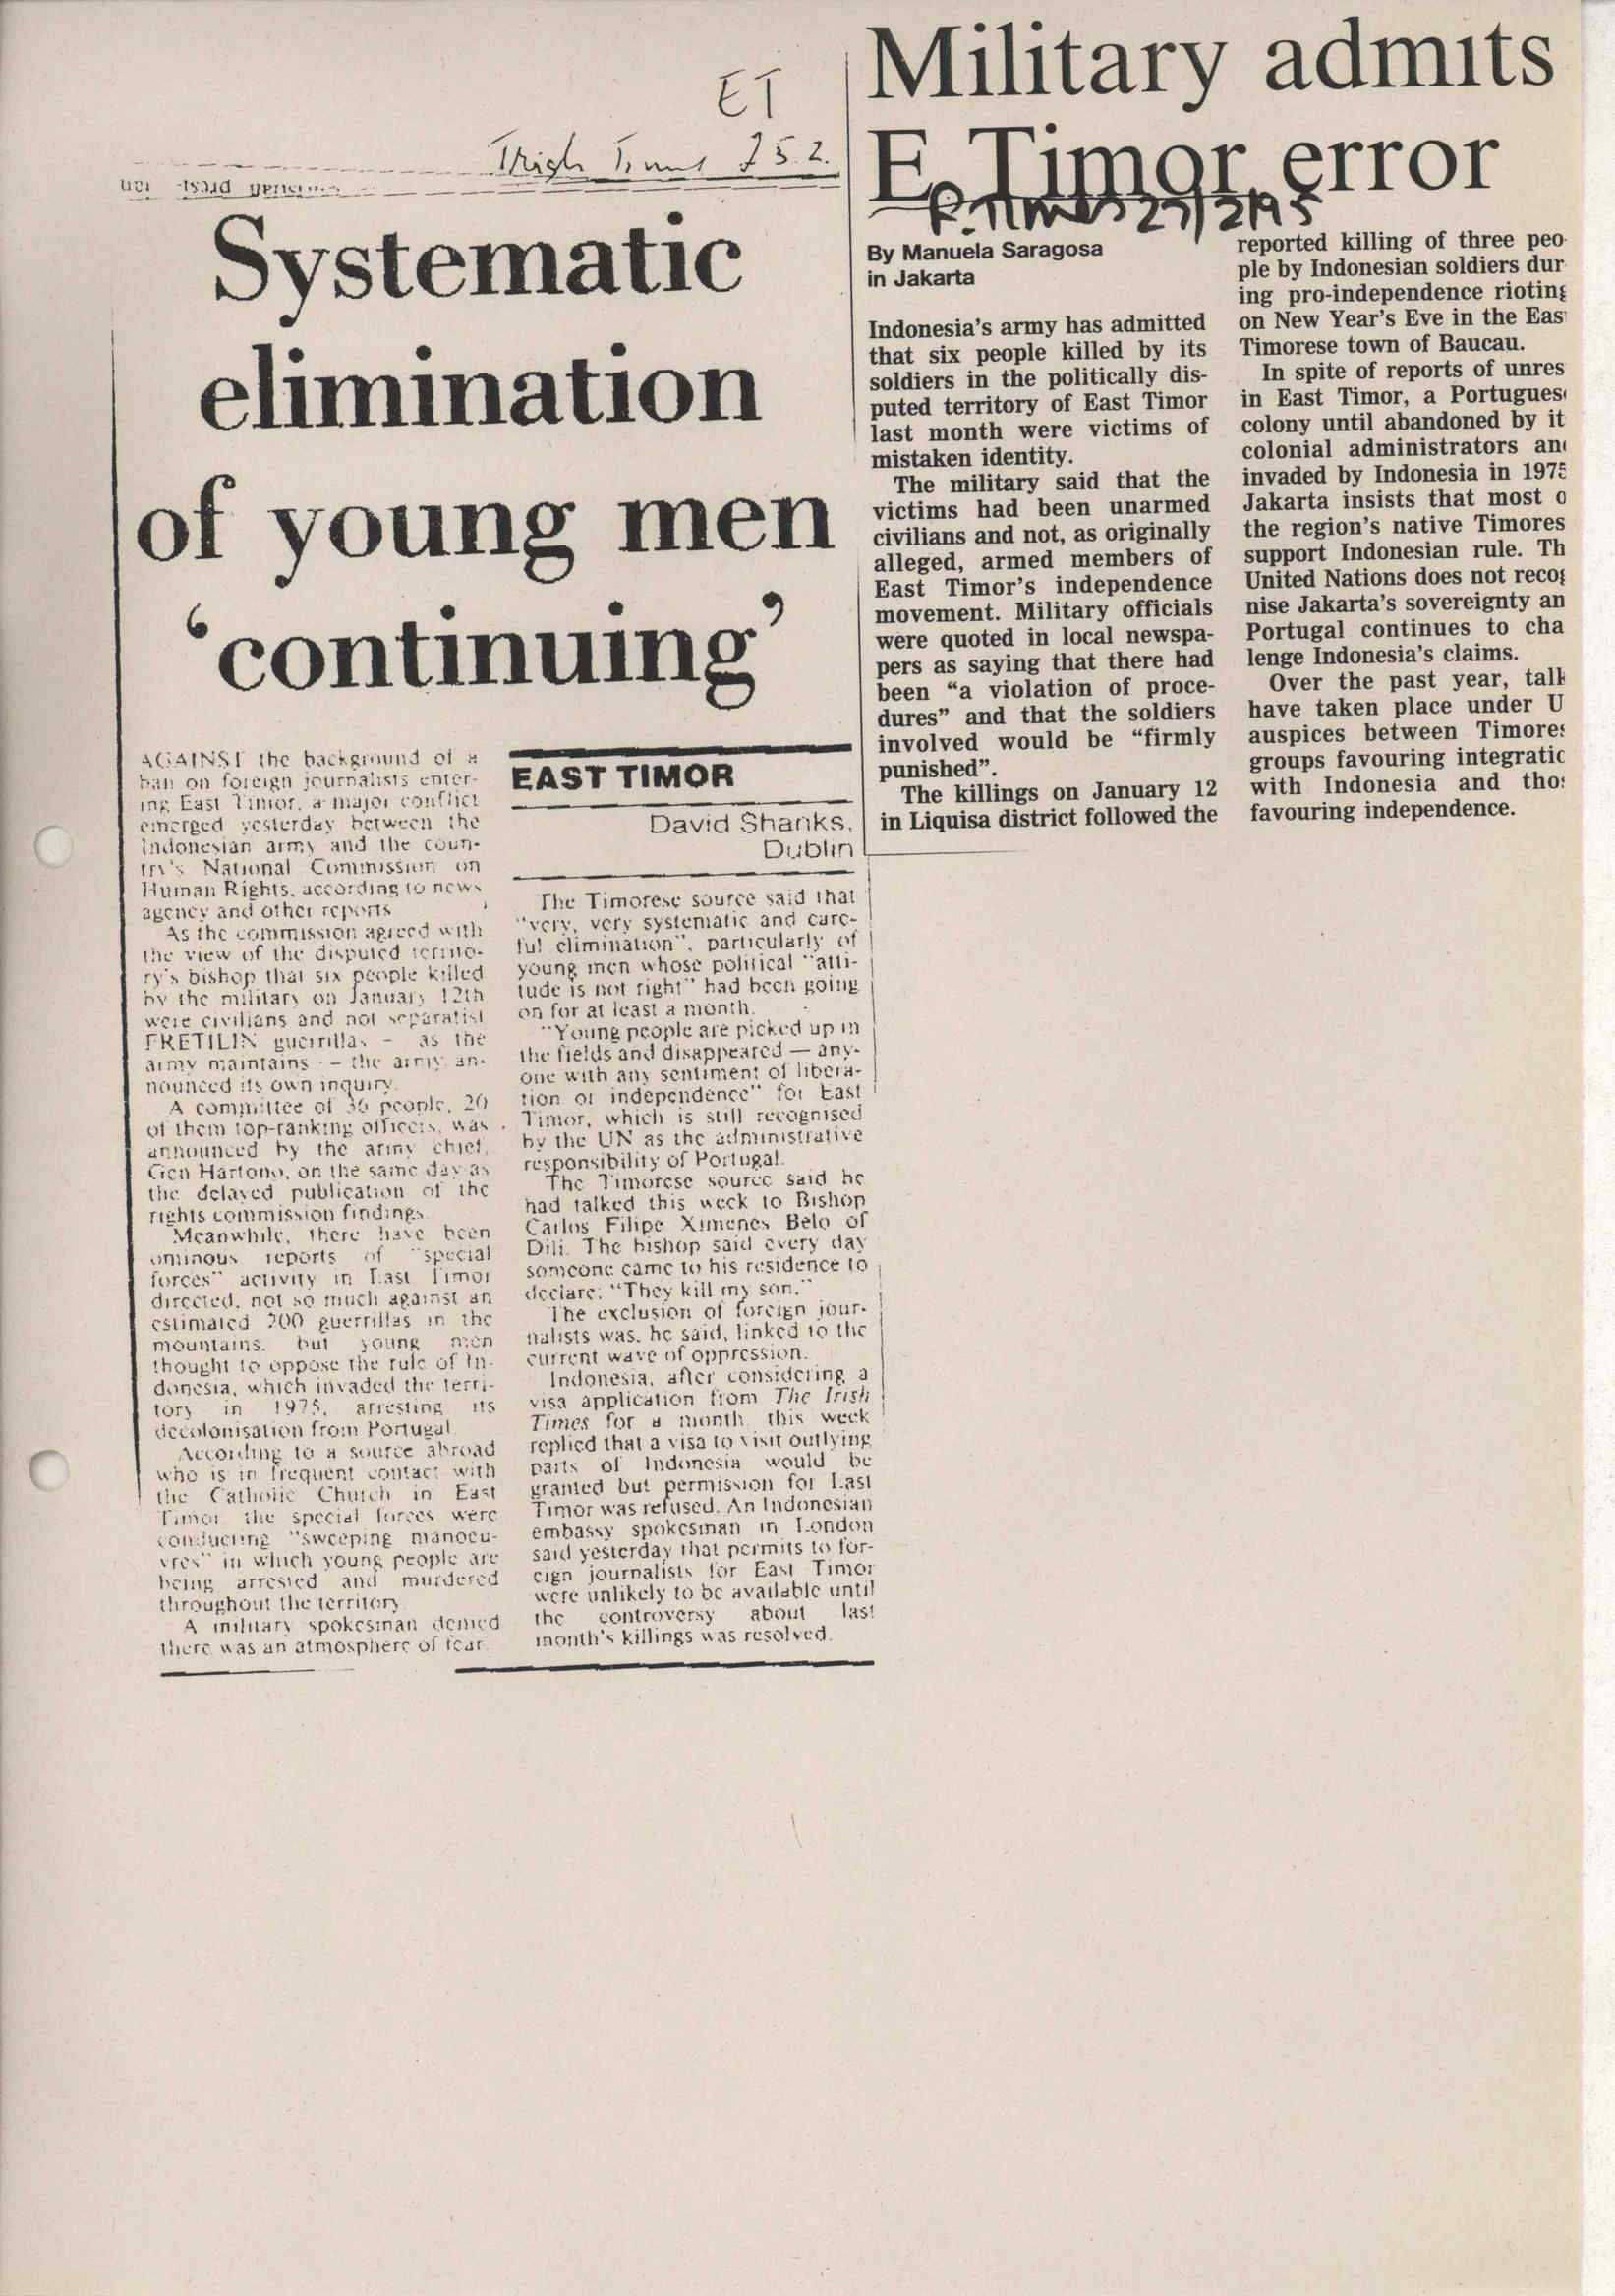 ET
Irish Times 25.2.
Systematic
elimination
of young men
‘continuing’
AGAINST the background of a
ban on foreign journalists enter-
ing East Timor, a major conflict
emerged yesterday between the
Indonesian army and the coun-
try's National Commission on
Human Rights, according to news
agency and other reports
As the commission agreed with
the view of the disputed territo-
ry's bishop that six people killed
by the military on January 12th
were civilians and not separatist
FRETILIN guerrillas – as the
army maintains – the army an-
nounced its own inquiry.
A committee of 36 people, 20
of them top-ranking officers, was
announced by the army chief,
Gen Hartono, on the same day as
the delayed publication of the
rights commission findings.
Meanwhile, there have been
ominous reports of "special
forces" activity in East Timor
directed, not so much against an
estimated 200 guerrillas in the
mountains, but young men
thought to oppose the rule of In-
donesia, which invaded the terri-
tory in 1975, arresting its
decolonisation from Portugal
According to a source abroad
who is in frequent contact with
the Catholic Church in East
Timor, the special forces were
conducting "sweeping manoeu-
vres" in which young people are
being arrested and murdered
throughout the territory
A military spokesman denied
there was an atmosphere of fear.
EAST TIMOR
David Shanks,
Dublin
The Timorese source said that
"very, very systematic and care-
ful elimination", particularly of
young men whose political "atti-
tude is not right" had been going
on for at least a month.
"Young people are picked up in
the fields and disappeared — any-
one with any sentiment of libera-
tion or independence" for East
Timor, which is still recognised
by the UN as the administrative
responsibility of Portugal.
The Timorese source said he
had talked this week to Bishop
Carlos Filipe Ximenes Belo of
Dili. The bishop said every day
someone came to his residence to
declare: "They kill my son."
The exclusion of foreign jour-
nalists was, he said, linked to the
current wave of oppression.
Indonesia, after considering a
visa application from The Irish
Times for a month, this week
replied that a visa to visit outlying
parts of Indonesia would be
granted but permission for East
Timor was refused. An Indonesian
embassy spokesman in London
said yesterday that permits to for-
eign journalists for East Timor
were unlikely to be available until
the controversy about last
month's killings was resolved.
Military admits
E. Timor error
F. Times 27/2/95
By Manuela Saragosa
in Jakarta
Indonesia's army has admitted
that six people killed by its
soldiers in the politically dis-
puted territory of East Timor
last month were victims of
mistaken identity.
The military said that the
victims had been unarmed
civilians and not, as originally
alleged, armed members of
East Timor's independence
movement. Military officials
were quoted in local newspa-
pers as saying that there had
been "a violation of proce-
dures" and that the soldiers
involved would be "firmly
punished".
The killings on January 12
in Liquisa district followed the
reported killing of three peo-
ple by Indonesian soldiers dur
ing pro-independence rioting
on New Year's Eve in the Eas
Timorese town of Baucau.
In spite of reports of unres
in East Timor, a Portugues
colony until abandoned by it
colonial administrators an
invaded by Indonesia in 1975
Jakarta insists that most o
the region's native Timores
support Indonesian rule. Th
United Nations does not recog
nise Jakarta's sovereignty an
Portugal continues to cha
lenge Indonesia's claims.
Over the past year, talk
have taken place under U
auspices between Timores
groups favouring integratio
with Indonesia and thos
favouring independence.